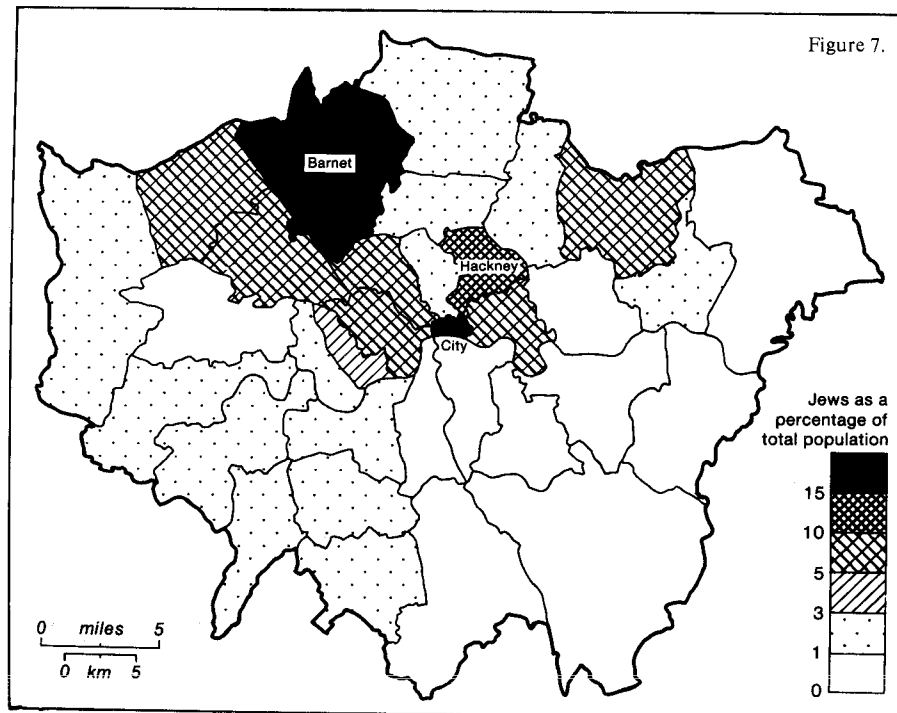 Figure 7.
Barnet
Hackney
City
Jews as a
percentage of
total population
15
10
5
3
1
0
0 miles 5
0 km 5